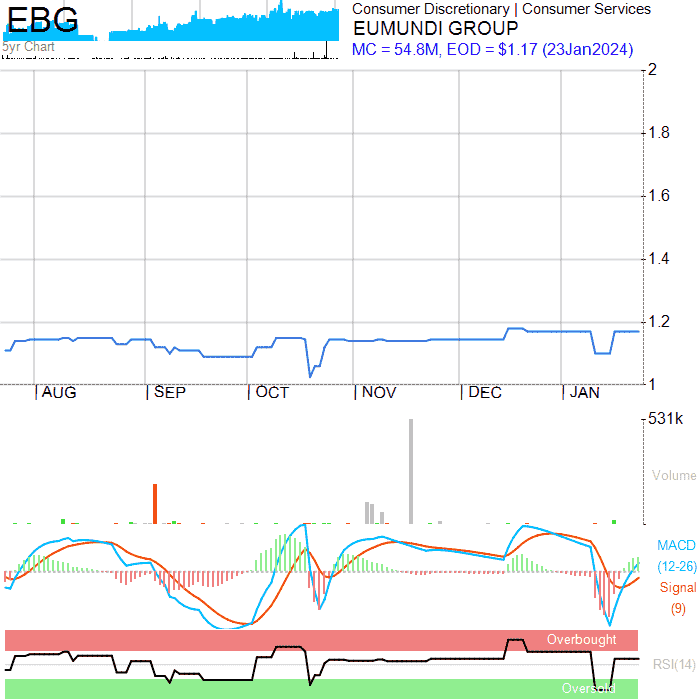 EBG
5yr Chart
Consumer Discretionary | Consumer Services
EUMUNDI GROUP
MC = 54.8M, EOD = $1.17 (23Jan2024)
2
1.8
1.6
1.4
1.2
1
AUG SEP OCT NOV DEC JAN
531k
Volume
MACD
(12-26)
Signal
(9)
Overbought
RSI(14)
Oversold